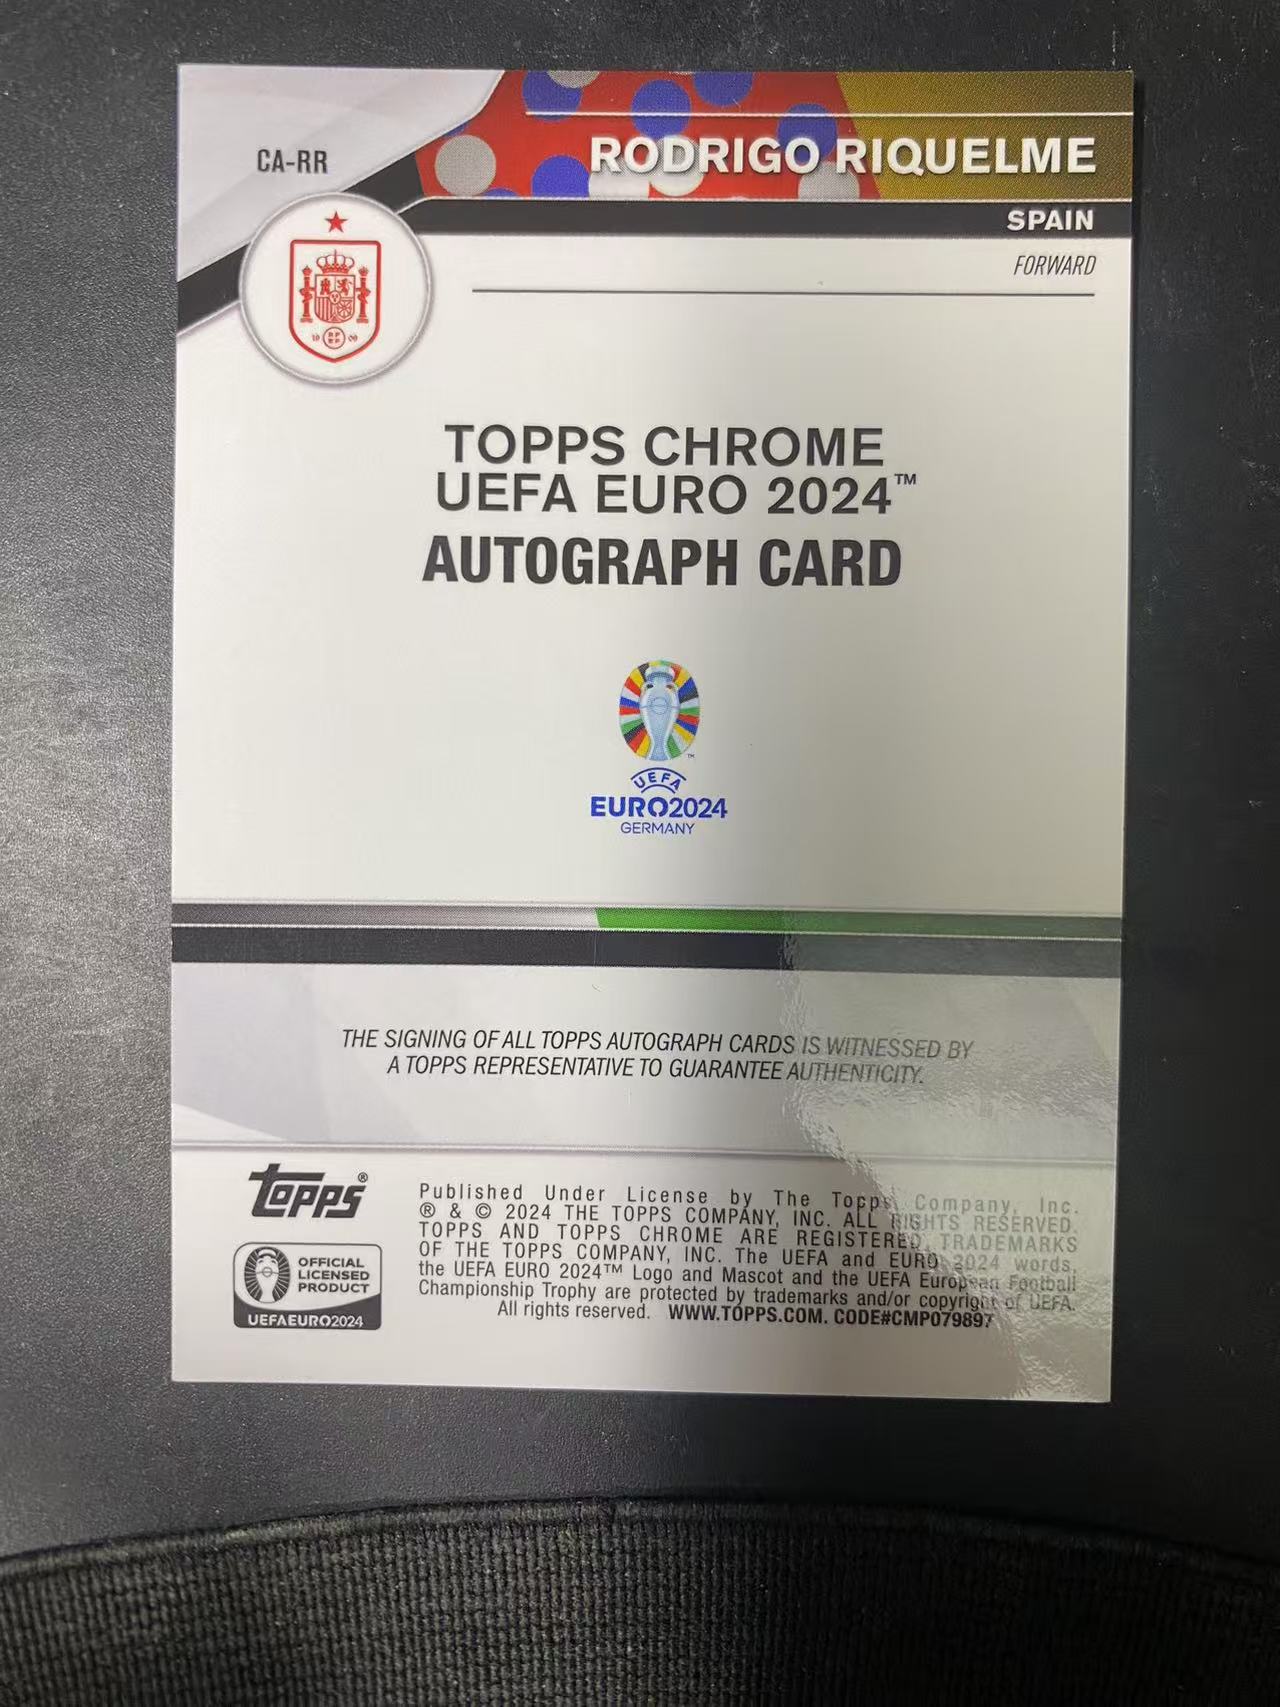 CA-RR
RODRIGO RIQUELME
SPAIN
FORWARD
TOPPS CHROME
UEFA EURO 2024™
AUTOGRAPH CARD
UEFA
EURO2024
GERMANY
THE SIGNING OF ALL TOPPS AUTOGRAPH CARDS IS WITNESSED BY
A TOPPS REPRESENTATIVE TO GUARANTEE AUTHENTICITY.
topps®
OFFICIAL
LICENSED
PRODUCT
UEFAEURO2024
Published Under License by The Topps Company, Inc.
® & © 2024 THE TOPPS COMPANY, INC. ALL RIGHTS RESERVED.
TOPPS AND TOPPS CHROME ARE REGISTERED TRADEMARKS
OF THE TOPPS COMPANY, INC. The UEFA and EURO 2024 words,
the UEFA EURO 2024™ Logo and Mascot and the UEFA European Football
Championship Trophy are protected by trademarks and/or copyright of UEFA.
All rights reserved. WWW.TOPPS.COM. CODE#CMP079897